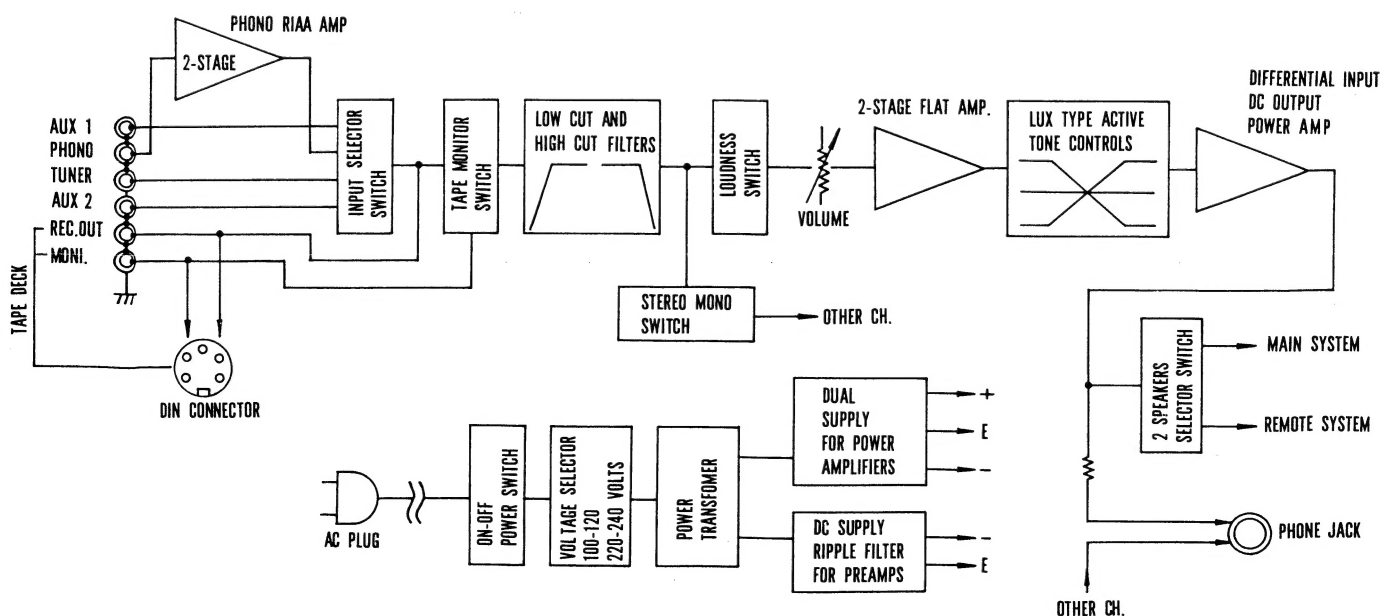 PHONO RIAA AMP
2-STAGE
AUX 1
PHONO
TUNER
AUX 2
REC.OUT
MONI.
TAPE DECK
DIN CONNECTOR
INPUT SELECTOR
SWITCH
TAPE MONITOR
SWITCH
LOW CUT AND
HIGH CUT FILTERS
LOUDNESS
SWITCH
STEREO MONO
SWITCH
OTHER CH.
VOLUME
2-STAGE FLAT AMP.
LUX TYPE ACTIVE
TONE CONTROLS
DIFFERENTIAL INPUT
DC OUTPUT
POWER AMP
2 SPEAKERS
SELECTOR SWITCH
MAIN SYSTEM
REMOTE SYSTEM
PHONE JACK
OTHER CH.
AC PLUG
ON-OFF
POWER SWITCH
VOLTAGE SELECTOR
100-120
220-240 VOLTS
POWER
TRANSFOMER
DUAL
SUPPLY
FOR POWER
AMPLIFIERS
+
E
-
DC SUPPLY
RIPPLE FILTER
FOR PREAMPS
-
E